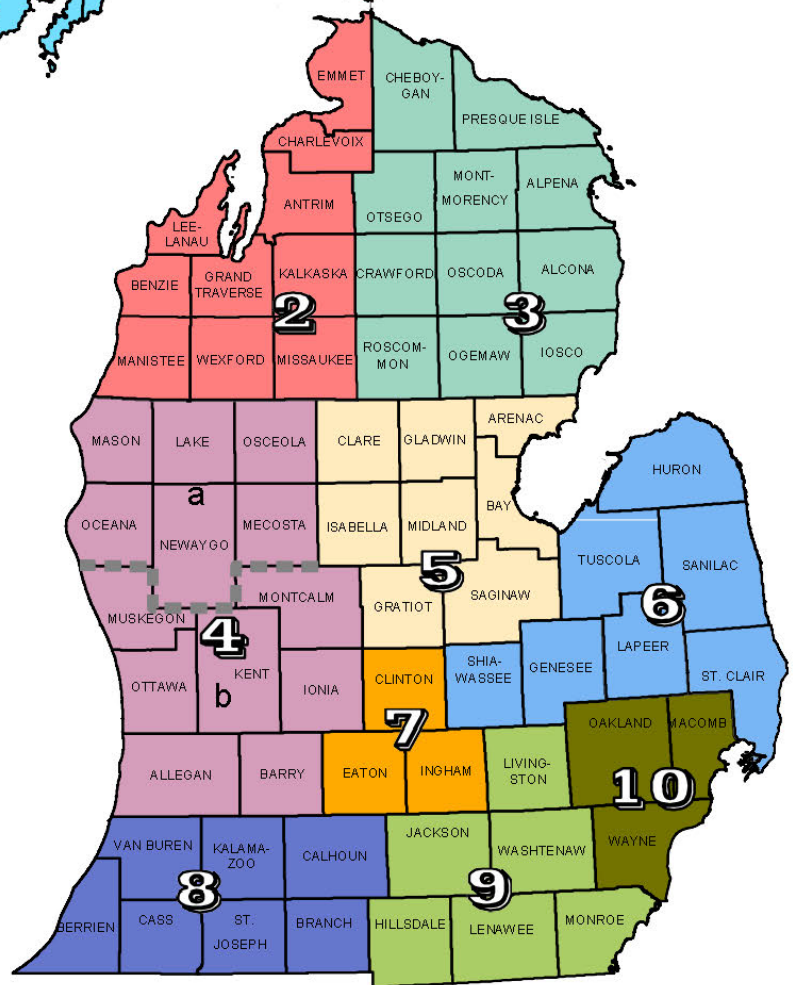 EMMET
CHEBOY-
GAN
PRESQUE ISLE
CHARLEVOIX
ANTRIM
OTSEGO
MONT-
MORENCY
ALPENA
LEE-
LANAU
BENZIE
GRAND
TRAVERSE
KALKASKA
CRAWFORD
OSCODA
ALCONA
2
3
MANISTEE
WEXFORD
MISSAUKEE
ROSCOM-
MON
OGEMAW
IOSCO
MASON
LAKE
OSCEOLA
CLARE
GLADWIN
ARENAC
HURON
a
OCEANA
NEWAYGO
MECOSTA
ISABELLA
MIDLAND
BAY
TUSCOLA
SANILAC
5
6
MUSKEGON
MONTCALM
GRATIOT
SAGINAW
4
LAPEER
OTTAWA
KENT
b
IONIA
CLINTON
SHIA-
WASSEE
GENESEE
ST. CLAIR
7
OAKLAND
MACOMB
ALLEGAN
BARRY
EATON
INGHAM
LIVING-
STON
10
VAN BUREN
KALAMA-
ZOO
CALHOUN
JACKSON
WASHTENAW
WAYNE
8
9
BERRIEN
CASS
ST.
JOSEPH
BRANCH
HILLSDALE
LENAWEE
MONROE